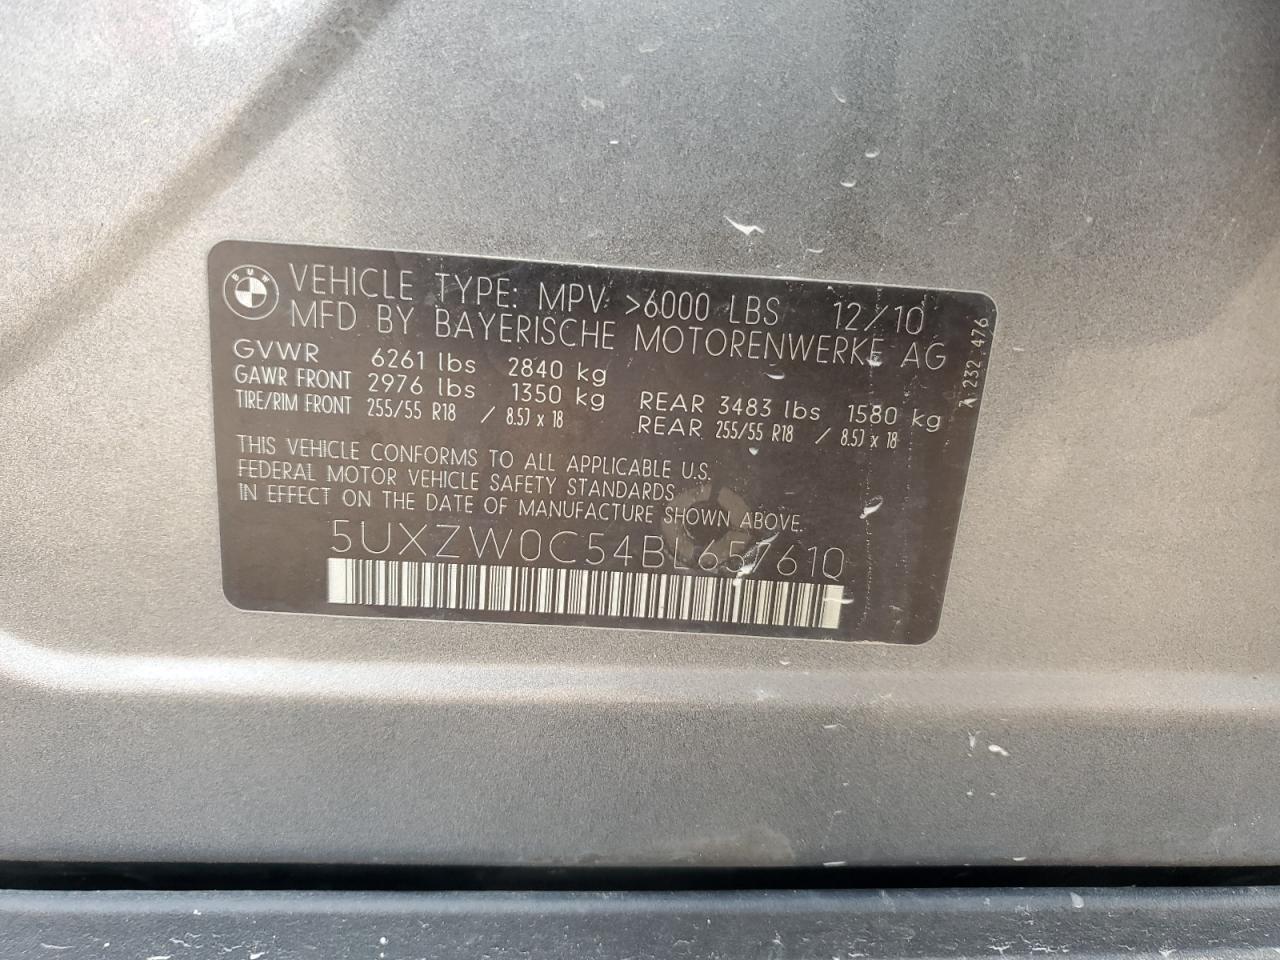 BMW
VEHICLE TYPE: MPV >6000 LBS 12/10
MFD BY BAYERISCHE MOTORENWERKE AG
GVWR 6261 lbs 2840 kg
GAWR FRONT 2976 lbs 1350 kg REAR 3483 lbs 1580 kg
TIRE/RIM FRONT 255/55 R18 / 8.5J x 18 REAR 255/55 R18 / 8.5J x 18
THIS VEHICLE CONFORMS TO ALL APPLICABLE U.S.
FEDERAL MOTOR VEHICLE SAFETY STANDARDS
IN EFFECT ON THE DATE OF MANUFACTURE SHOWN ABOVE.
5UXZW0C54BL657610
A 232 476